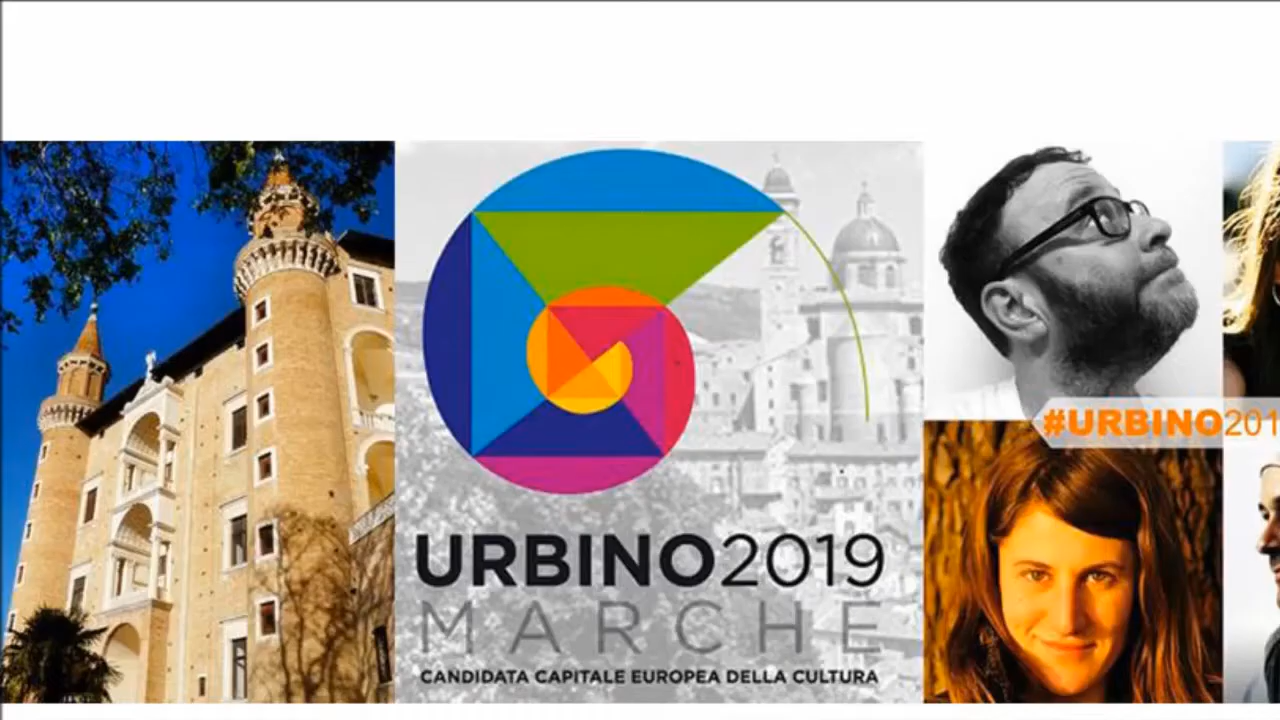 URBINO2019
MARCHE
CANDIDATA CAPITALE EUROPEA DELLA CULTURA
#URBINO201